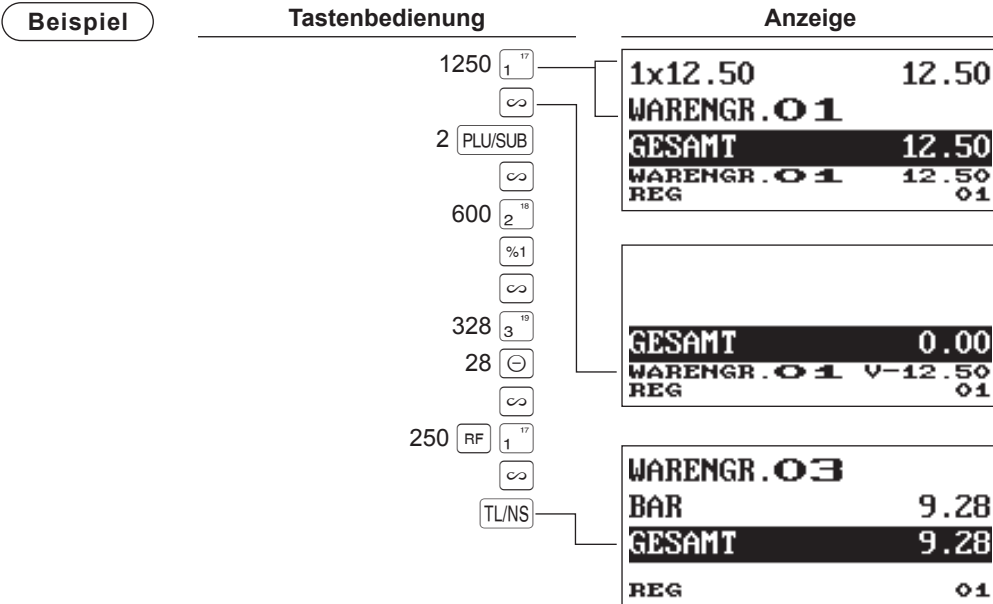 Beispiel
Tastenbedienung
Anzeige
1250 1 17
∽
2 PLU/SUB
∽
600 2 18
%1
∽
328 3 19
28 ⊖
∽
250 RF 1 17
∽
TL/NS
1x12.50 12.50
WARENGR.01
GESAMT 12.50
WARENGR.01 12.50
REG 01
GESAMT 0.00
WARENGR.01 V-12.50
REG 01
WARENGR.03
BAR 9.28
GESAMT 9.28
REG 01